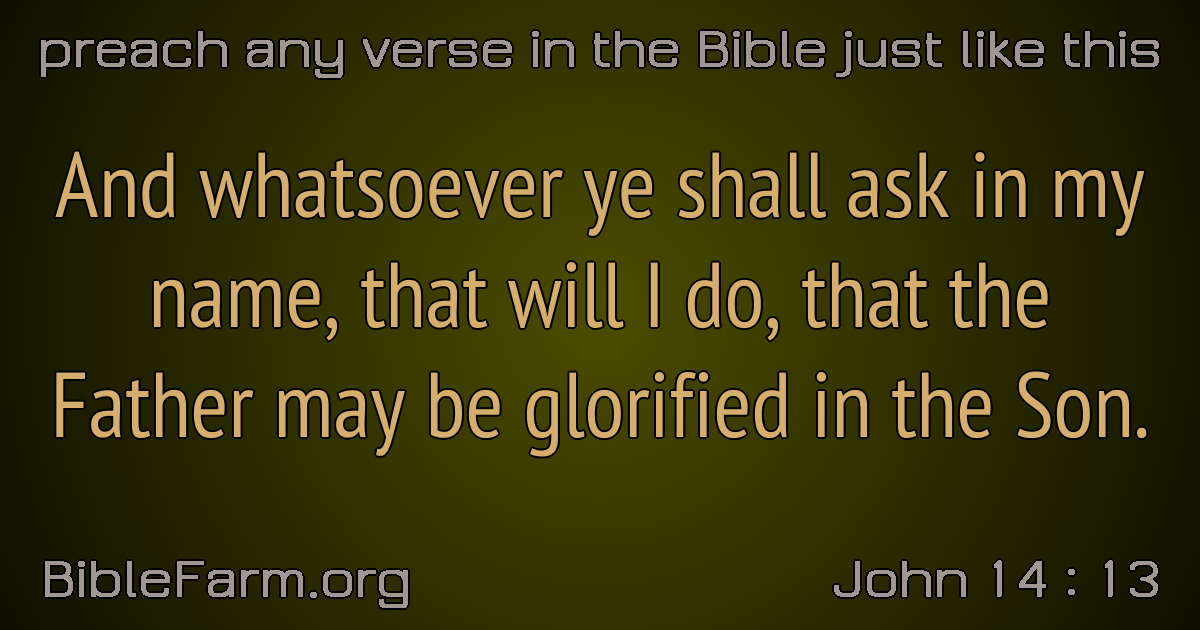 preach any verse in the Bible just like this
And whatsoever ye shall ask in my
name, that will I do, that the
Father may be glorified in the Son.
BibleFarm.org
John 14 : 13